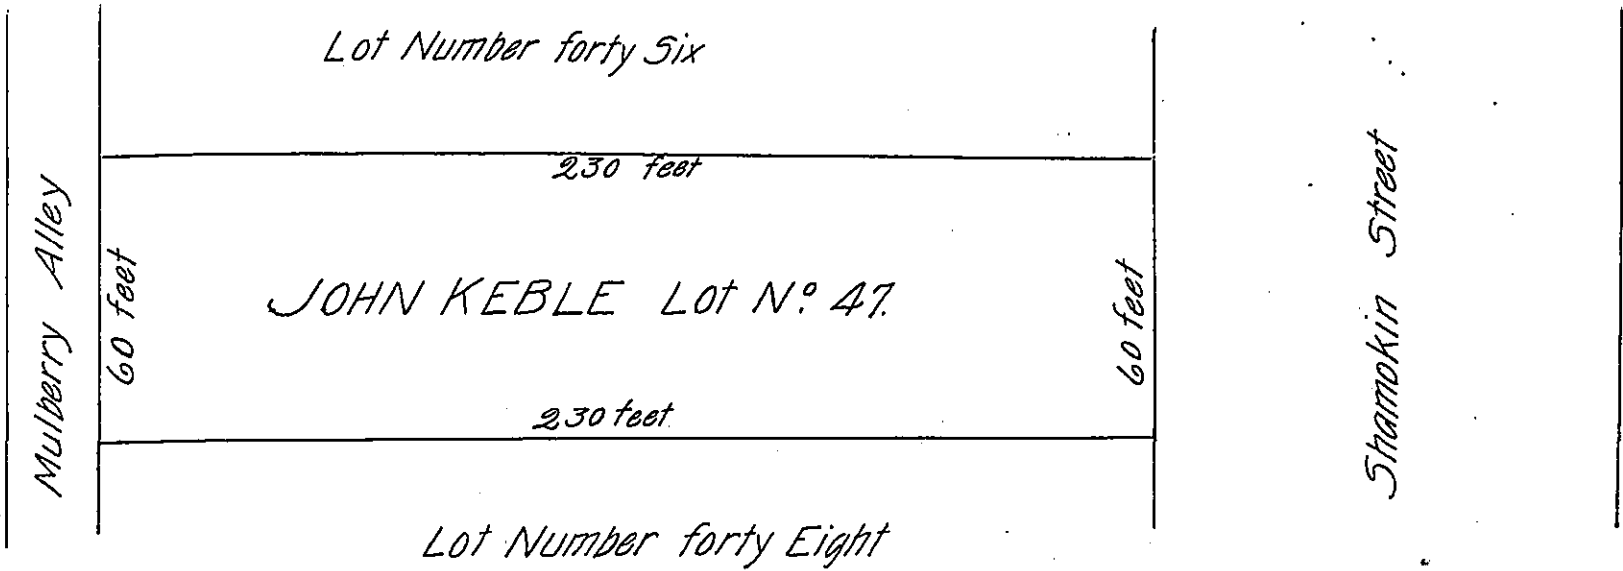 Lot Number forty Six
230 feet
Mulberry Alley
60 feet
JOHN KEBLE Lot Nº 47.
60 feet
Shamokin Street
230 feet
Lot Number forty Eight